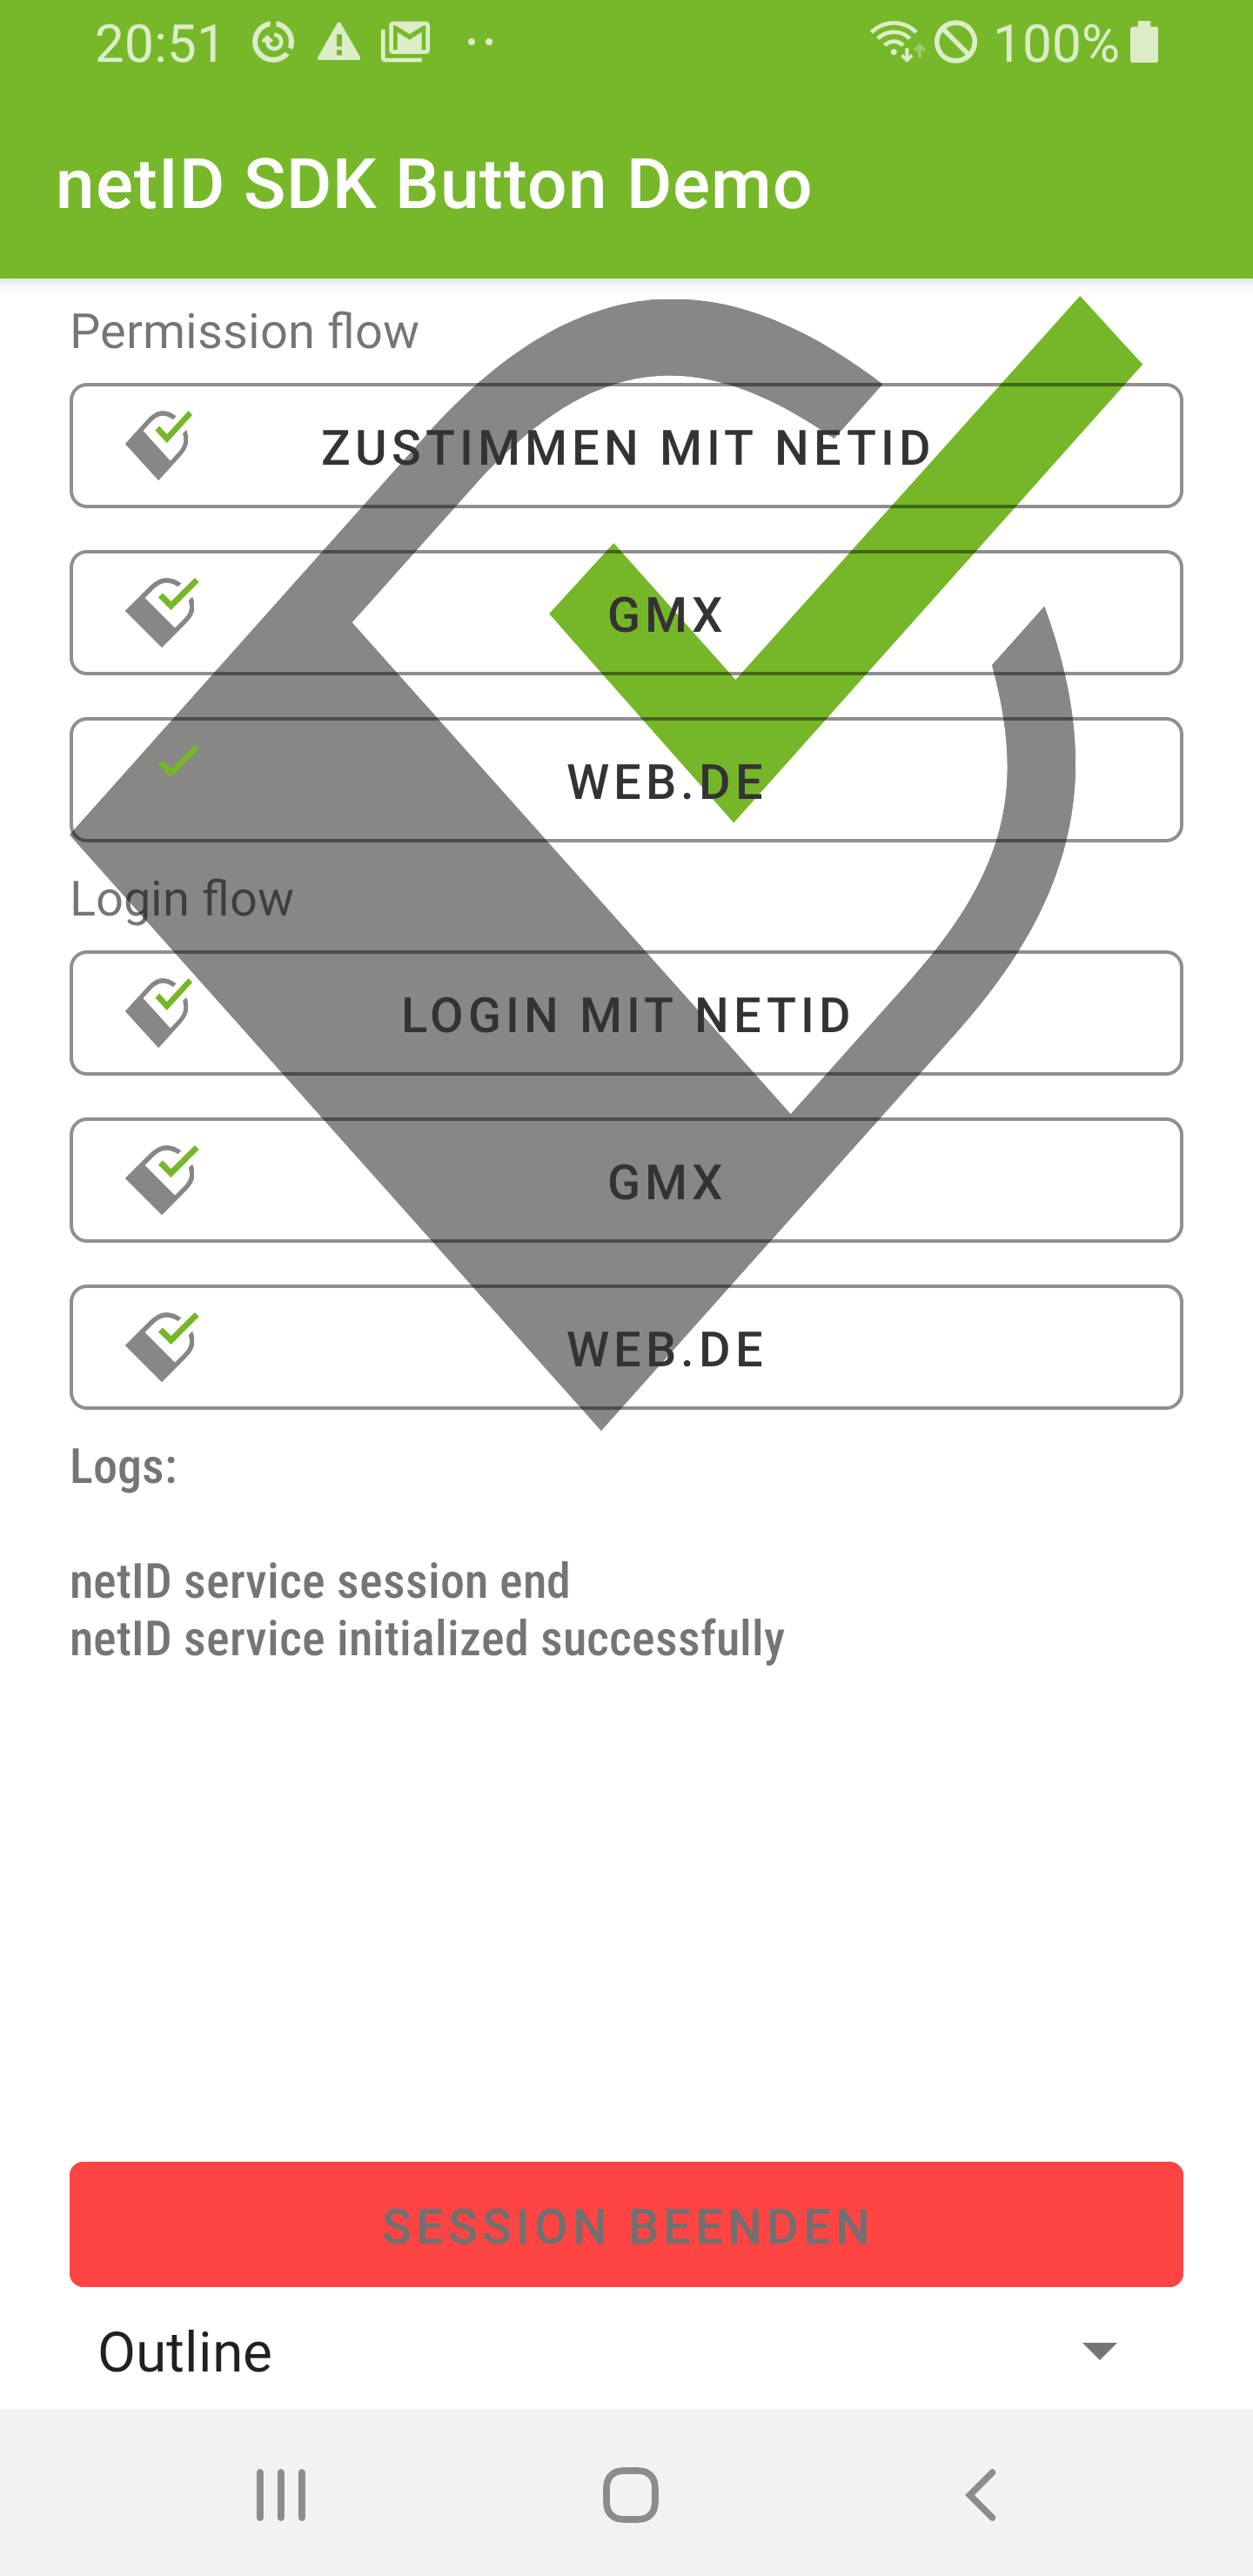 20:51 100%
netID SDK Button Demo
Permission flow
ZUSTIMMEN MIT NETID
GMX
WEB.DE
Login flow
LOGIN MIT NETID
GMX
WEB.DE
Logs:
netID service session end
netID service initialized successfully
SESSION BEENDEN
Outline